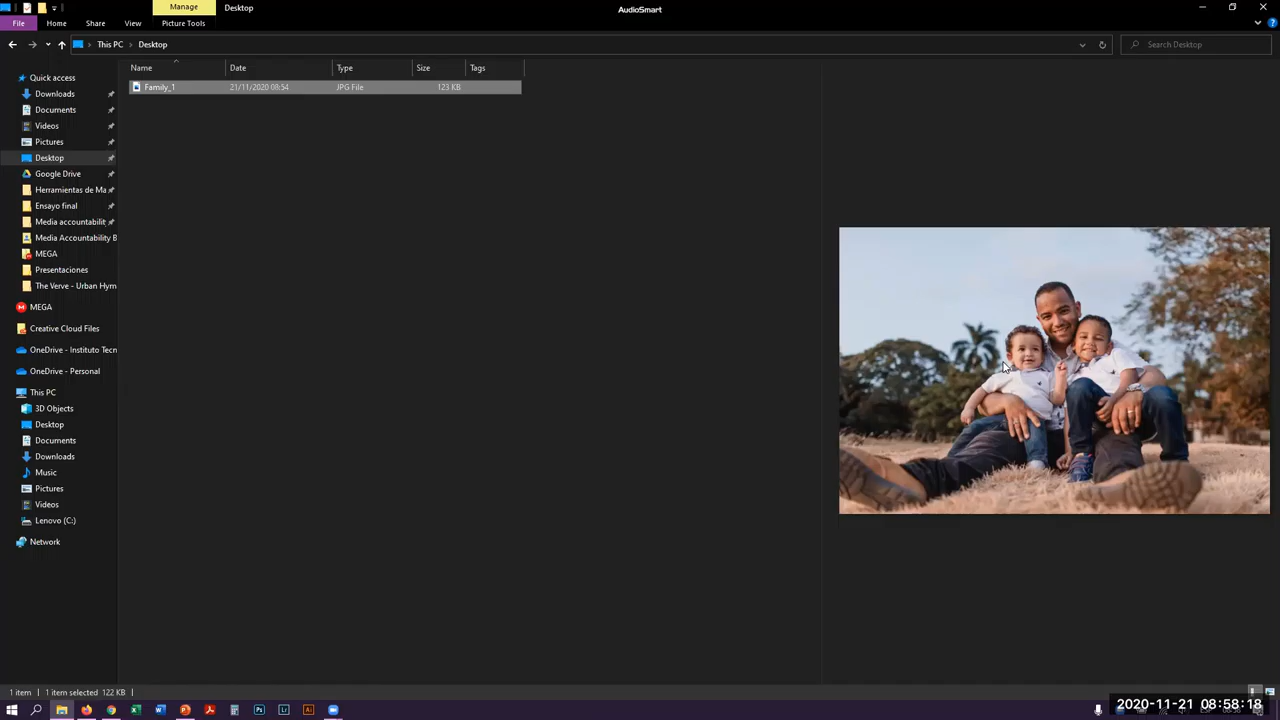 Manage
Desktop
AudioSmart
File
Home
Share
View
Picture Tools
This PC
Desktop
Search Desktop
Name
Date
Type
Size
Tags
Family_1
21/11/2020 08:54
JPG File
123 KB
Quick access
Downloads
Documents
Videos
Pictures
Desktop
Google Drive
Herramientas de Ma
Ensayo final
Media accountabilit
Media Accountability B
MEGA
Presentaciones
The Verve - Urban Hym
MEGA
Creative Cloud Files
OneDrive - Instituto Tecn
OneDrive - Personal
This PC
3D Objects
Desktop
Documents
Downloads
Music
Pictures
Videos
Lenovo (C:)
Network
1 item
1 item selected 122 KB
2020-11-21 08:58:18